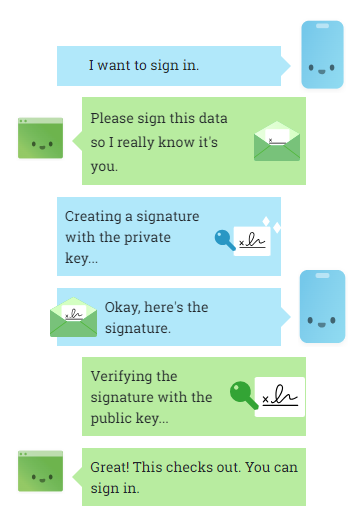 I want to sign in.
Please sign this data
so I really know it's
you.
Creating a signature
with the private
key...
Okay, here's the
signature.
Verifying the
signature with the
public key...
Great! This checks out. You can
sign in.